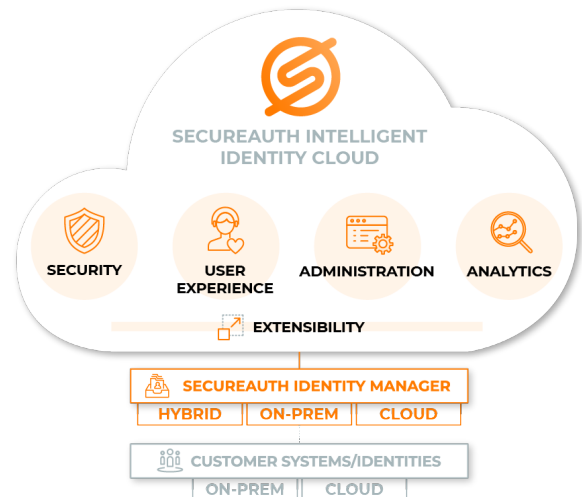 SECUREAUTH INTELLIGENT
IDENTITY CLOUD
SECURITY
USER
EXPERIENCE
ADMINISTRATION
ANALYTICS
EXTENSIBILITY
SECUREAUTH IDENTITY MANAGER
HYBRID ON-PREM CLOUD
CUSTOMER SYSTEMS/IDENTITIES
ON-PREM CLOUD